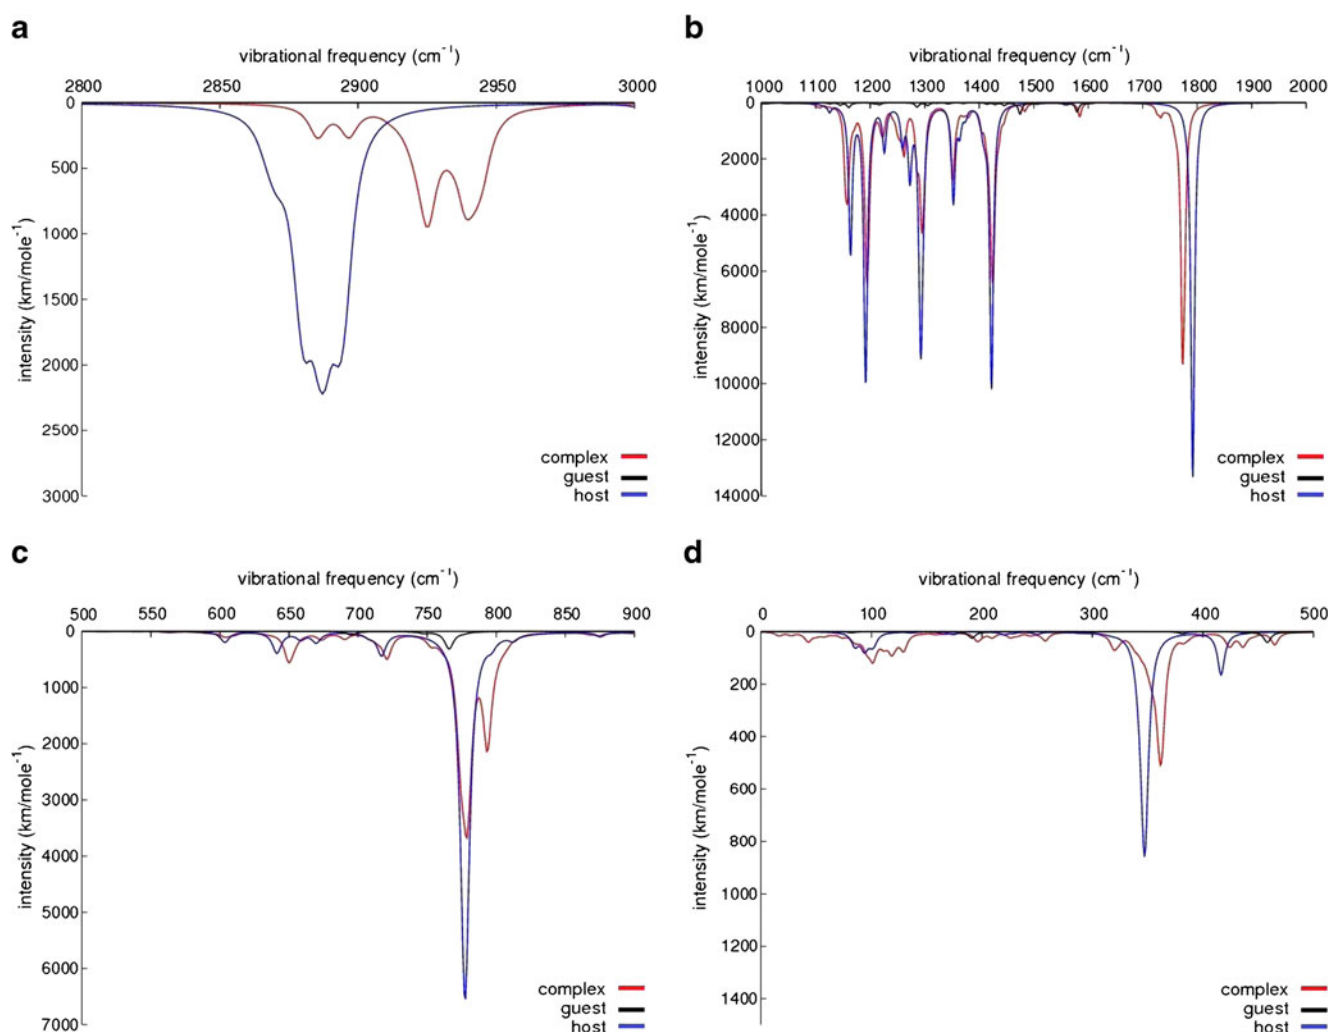 a
vibrational frequency (cm⁻¹)
2800 2850 2900 2950 3000
0
500
1000
1500
2000
2500
3000
intensity (km/mole⁻¹)
complex
guest
host
b
vibrational frequency (cm⁻¹)
1000 1100 1200 1300 1400 1500 1600 1700 1800 1900 2000
0
2000
4000
6000
8000
10000
12000
14000
intensity (km/mole⁻¹)
complex
guest
host
c
vibrational frequency (cm⁻¹)
500 550 600 650 700 750 800 850 900
0
1000
2000
3000
4000
5000
6000
7000
intensity (km/mole⁻¹)
complex
guest
host
d
vibrational frequency (cm⁻¹)
0 100 200 300 400 500
0
200
400
600
800
1000
1200
1400
intensity (km/mole⁻¹)
complex
guest
host